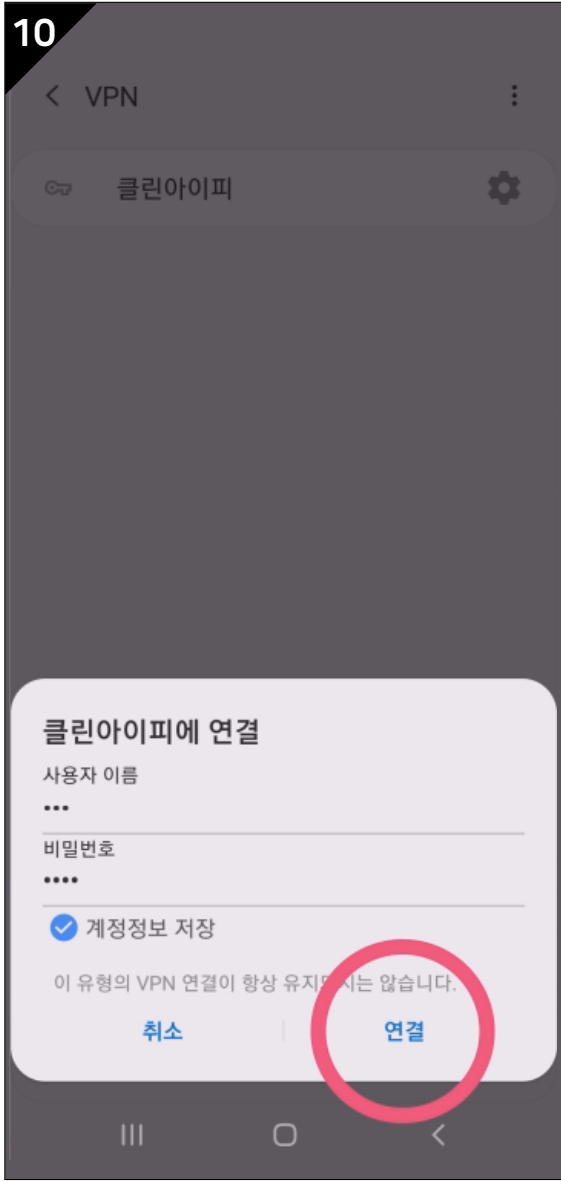 10
VPN
클린아이피
클린아이피에 연결
사용자 이름
•••
비밀번호
••••
계정정보 저장
이 유형의 VPN 연결이 항상 유지되지는 않습니다.
취소
연결